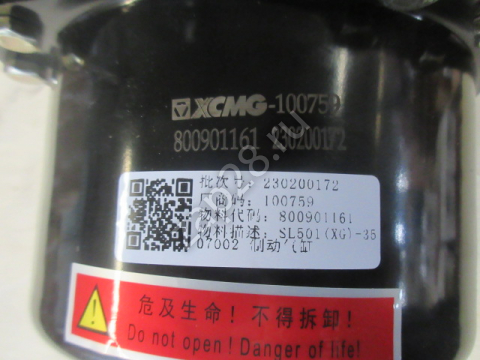 XCMG-100759
800901161 230200172
批次号: 230200172
厂商码: 100759
物料代码: 800901161
物料描述: SL501(XG)-35
07002 制动气缸
危及生命! 不得拆卸!
Do not open! Danger of life!